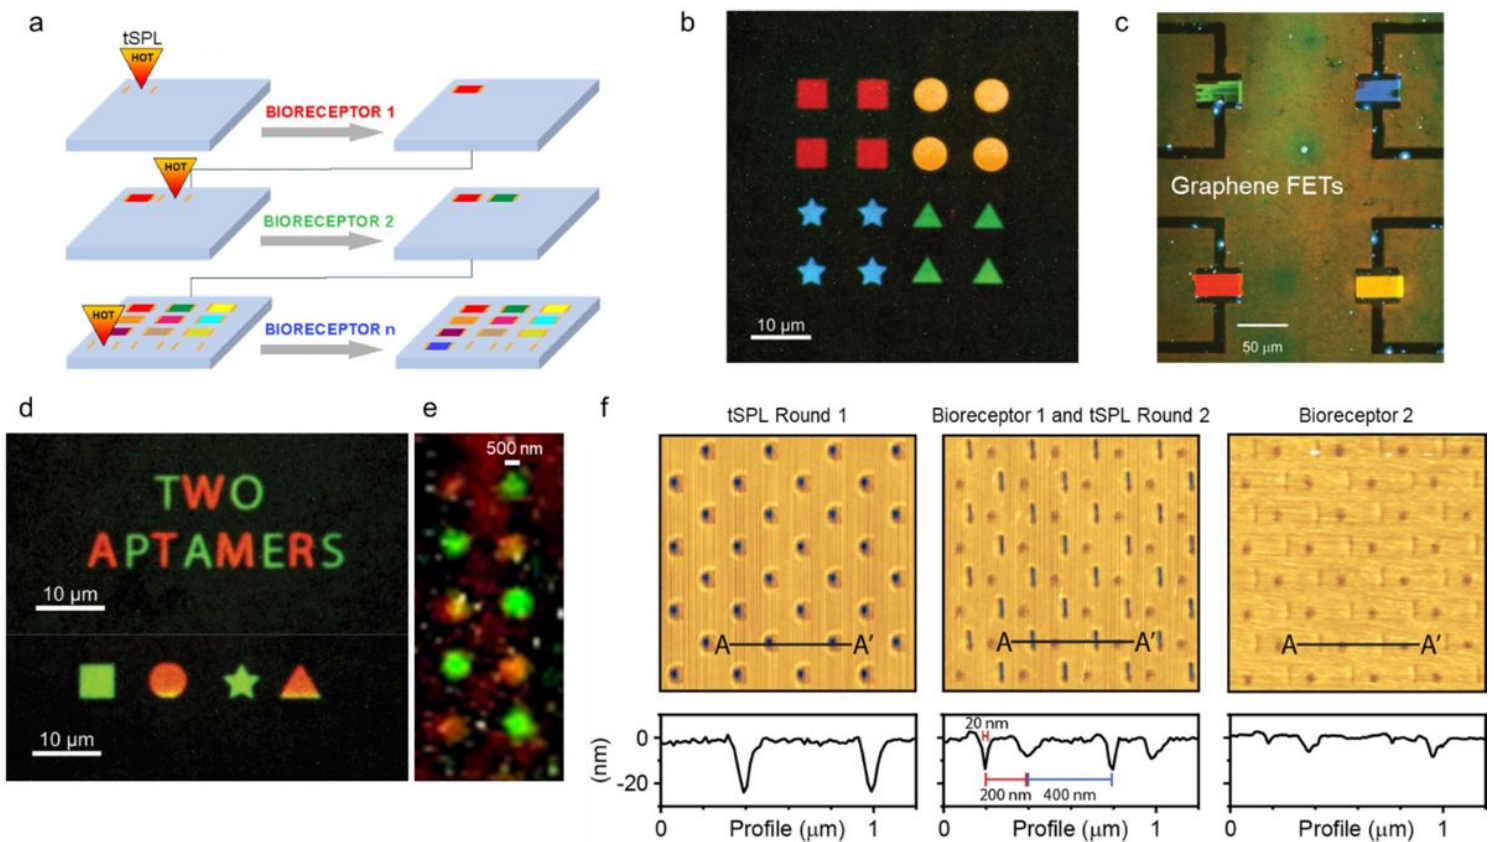 a
tSPL
HOT
BIORECEPTOR 1
HOT
BIORECEPTOR 2
HOT
BIORECEPTOR n
b
10 μm
c
Graphene FETs
50 μm
d
TWO
APTAMERS
10 μm
10 μm
e
500 nm
f
tSPL Round 1
Bioreceptor 1 and tSPL Round 2
Bioreceptor 2
A A'
A A'
A A'
0
-20
(nm)
20 nm
200 nm
400 nm
0 Profile (μm) 1
0 Profile (μm) 1
0 Profile (μm) 1